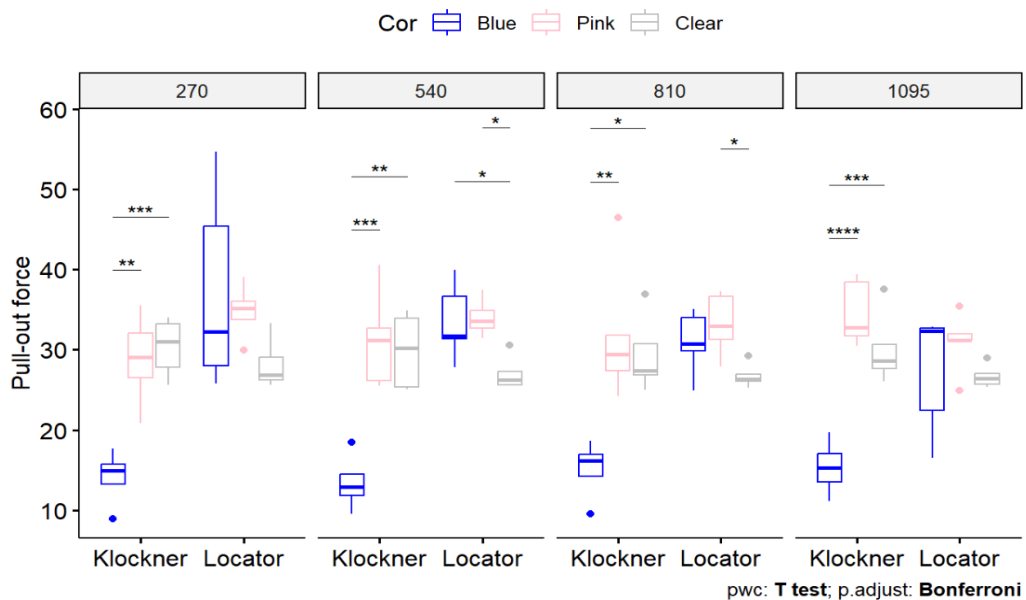 Cor Blue Pink Clear
270 540 810 1095
60
50
40
30
20
10
Pull-out force
*** ** ** *** * * * ** * *** ****
Klockner Locator Klockner Locator Klockner Locator Klockner Locator
pwc: T test; p.adjust: Bonferroni